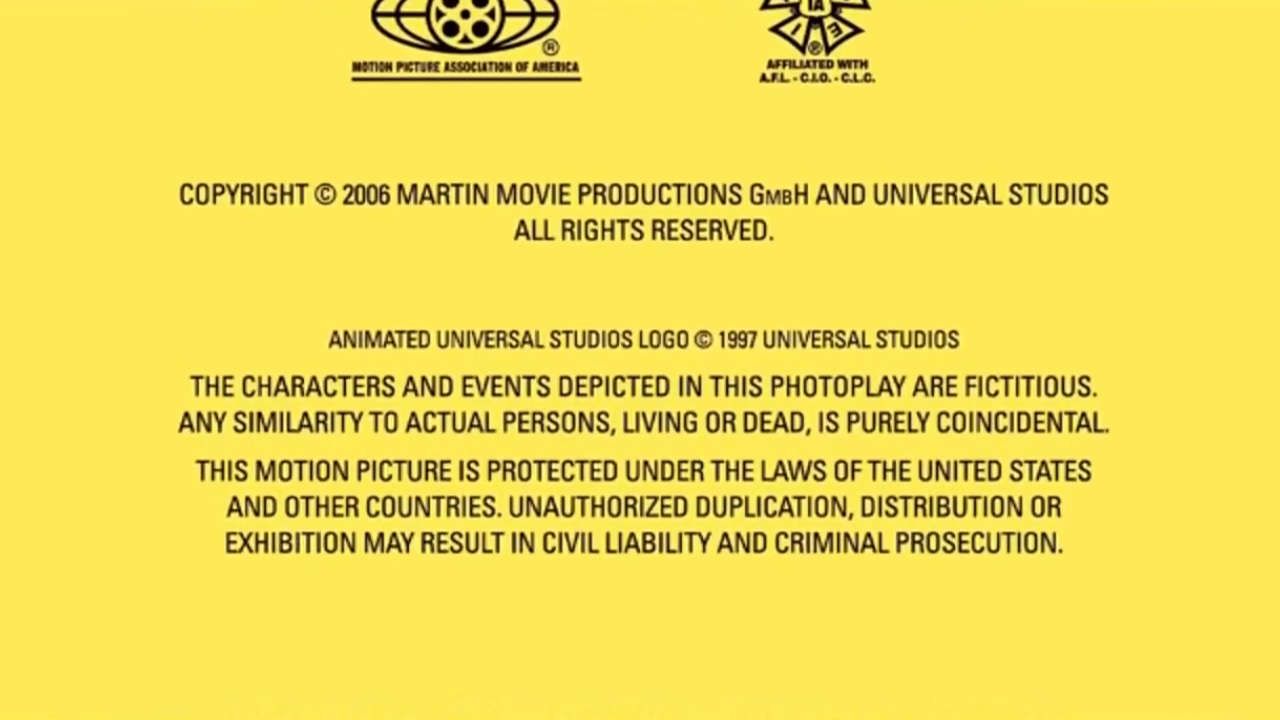 ®
MOTION PICTURE ASSOCIATION OF AMERICA
IA
I E
®
AFFILIATED WITH
A.F.L. - C.I.O. - C.L.C.
COPYRIGHT © 2006 MARTIN MOVIE PRODUCTIONS GMBH AND UNIVERSAL STUDIOS
ALL RIGHTS RESERVED.
ANIMATED UNIVERSAL STUDIOS LOGO © 1997 UNIVERSAL STUDIOS
THE CHARACTERS AND EVENTS DEPICTED IN THIS PHOTOPLAY ARE FICTITIOUS.
ANY SIMILARITY TO ACTUAL PERSONS, LIVING OR DEAD, IS PURELY COINCIDENTAL.
THIS MOTION PICTURE IS PROTECTED UNDER THE LAWS OF THE UNITED STATES
AND OTHER COUNTRIES. UNAUTHORIZED DUPLICATION, DISTRIBUTION OR
EXHIBITION MAY RESULT IN CIVIL LIABILITY AND CRIMINAL PROSECUTION.